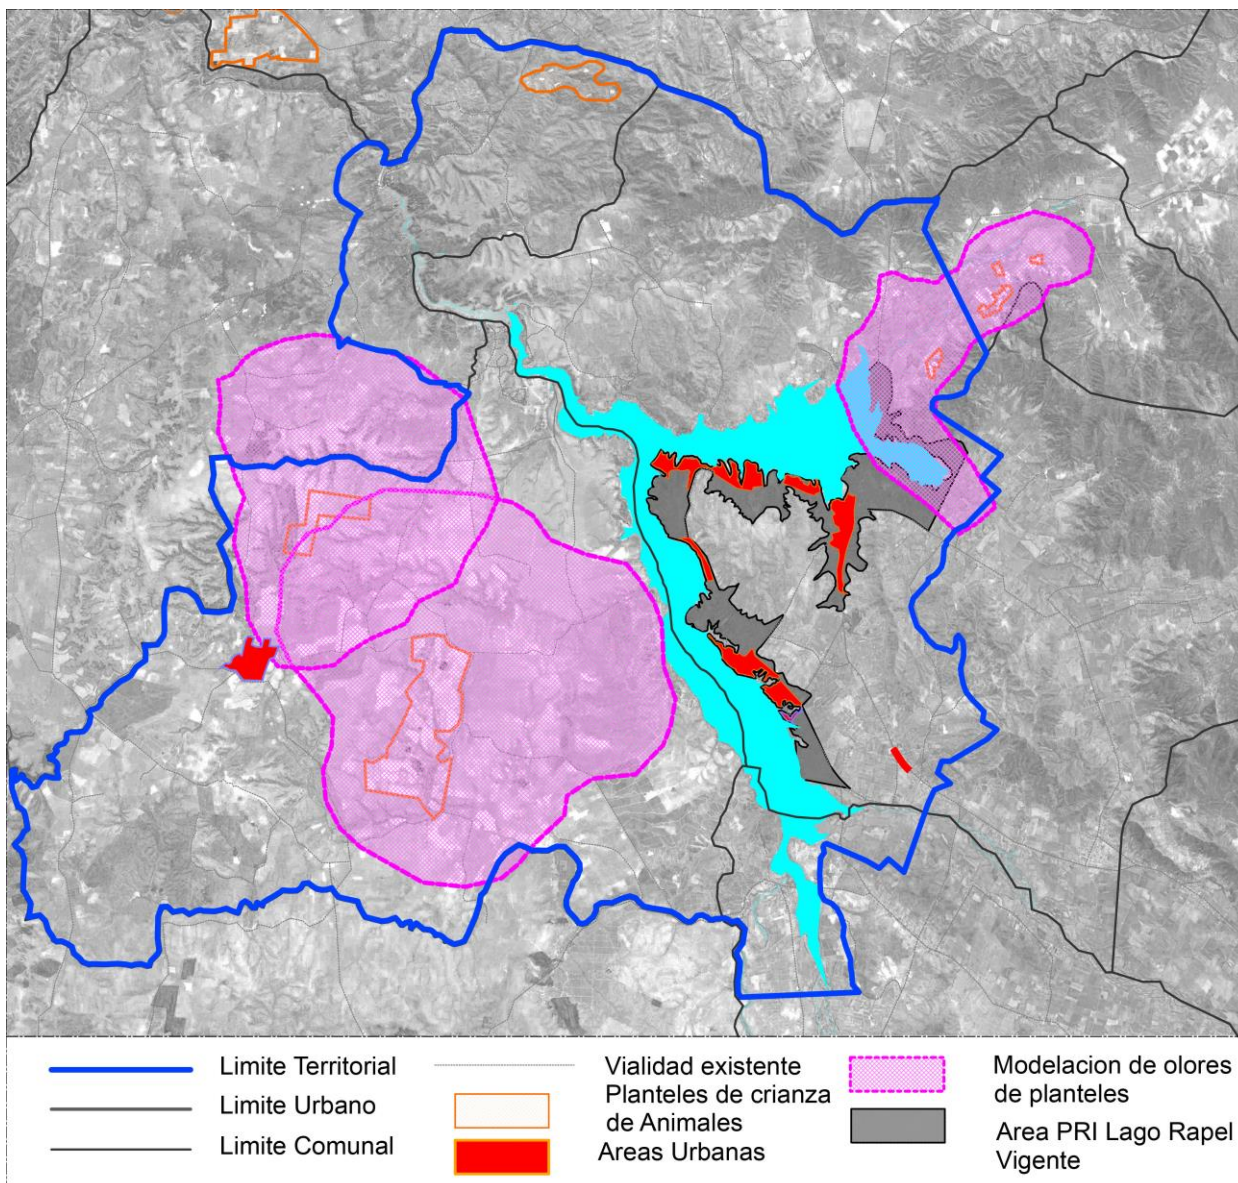 Limite Territorial
Limite Urbano
Limite Comunal
Vialidad existente
Planteles de crianza
de Animales
Areas Urbanas
Modelacion de olores
de planteles
Area PRI Lago Rapel
Vigente